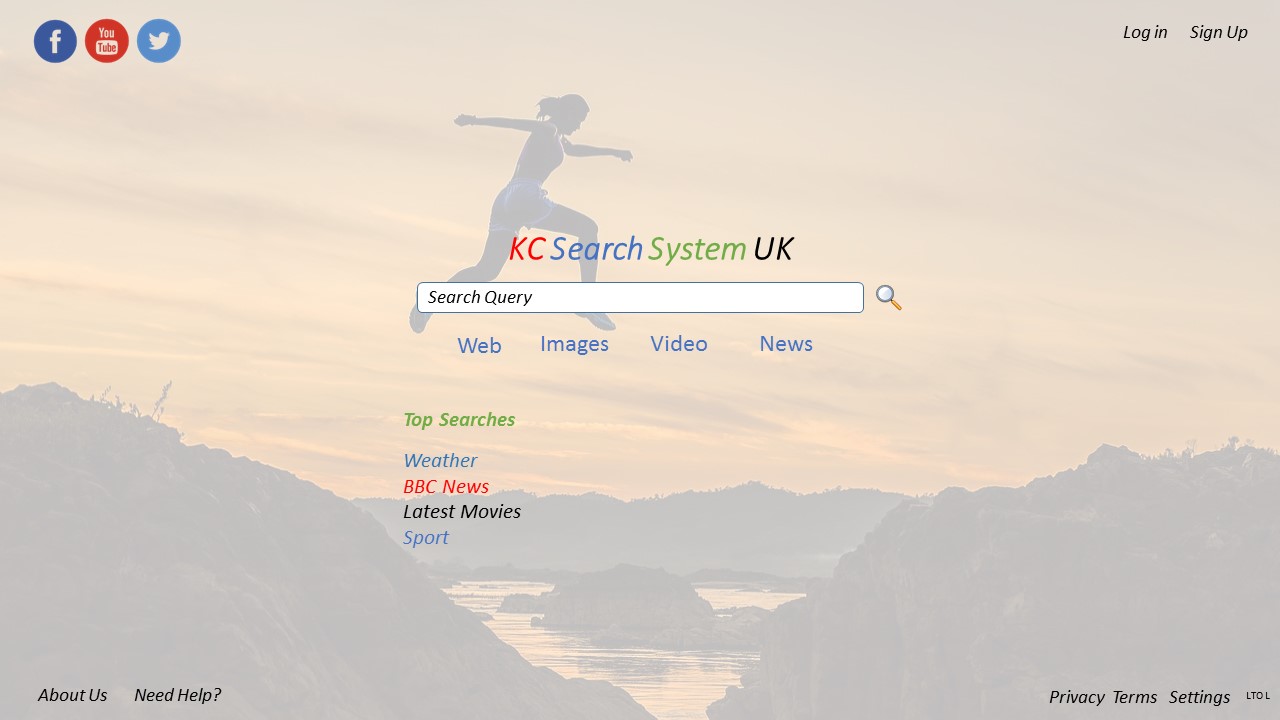 f You Tube
Log in Sign Up
KC Search System UK
Search Query
Web Images Video News
Top Searches
Weather
BBC News
Latest Movies
Sport
About Us Need Help?
Privacy Terms Settings LTO L